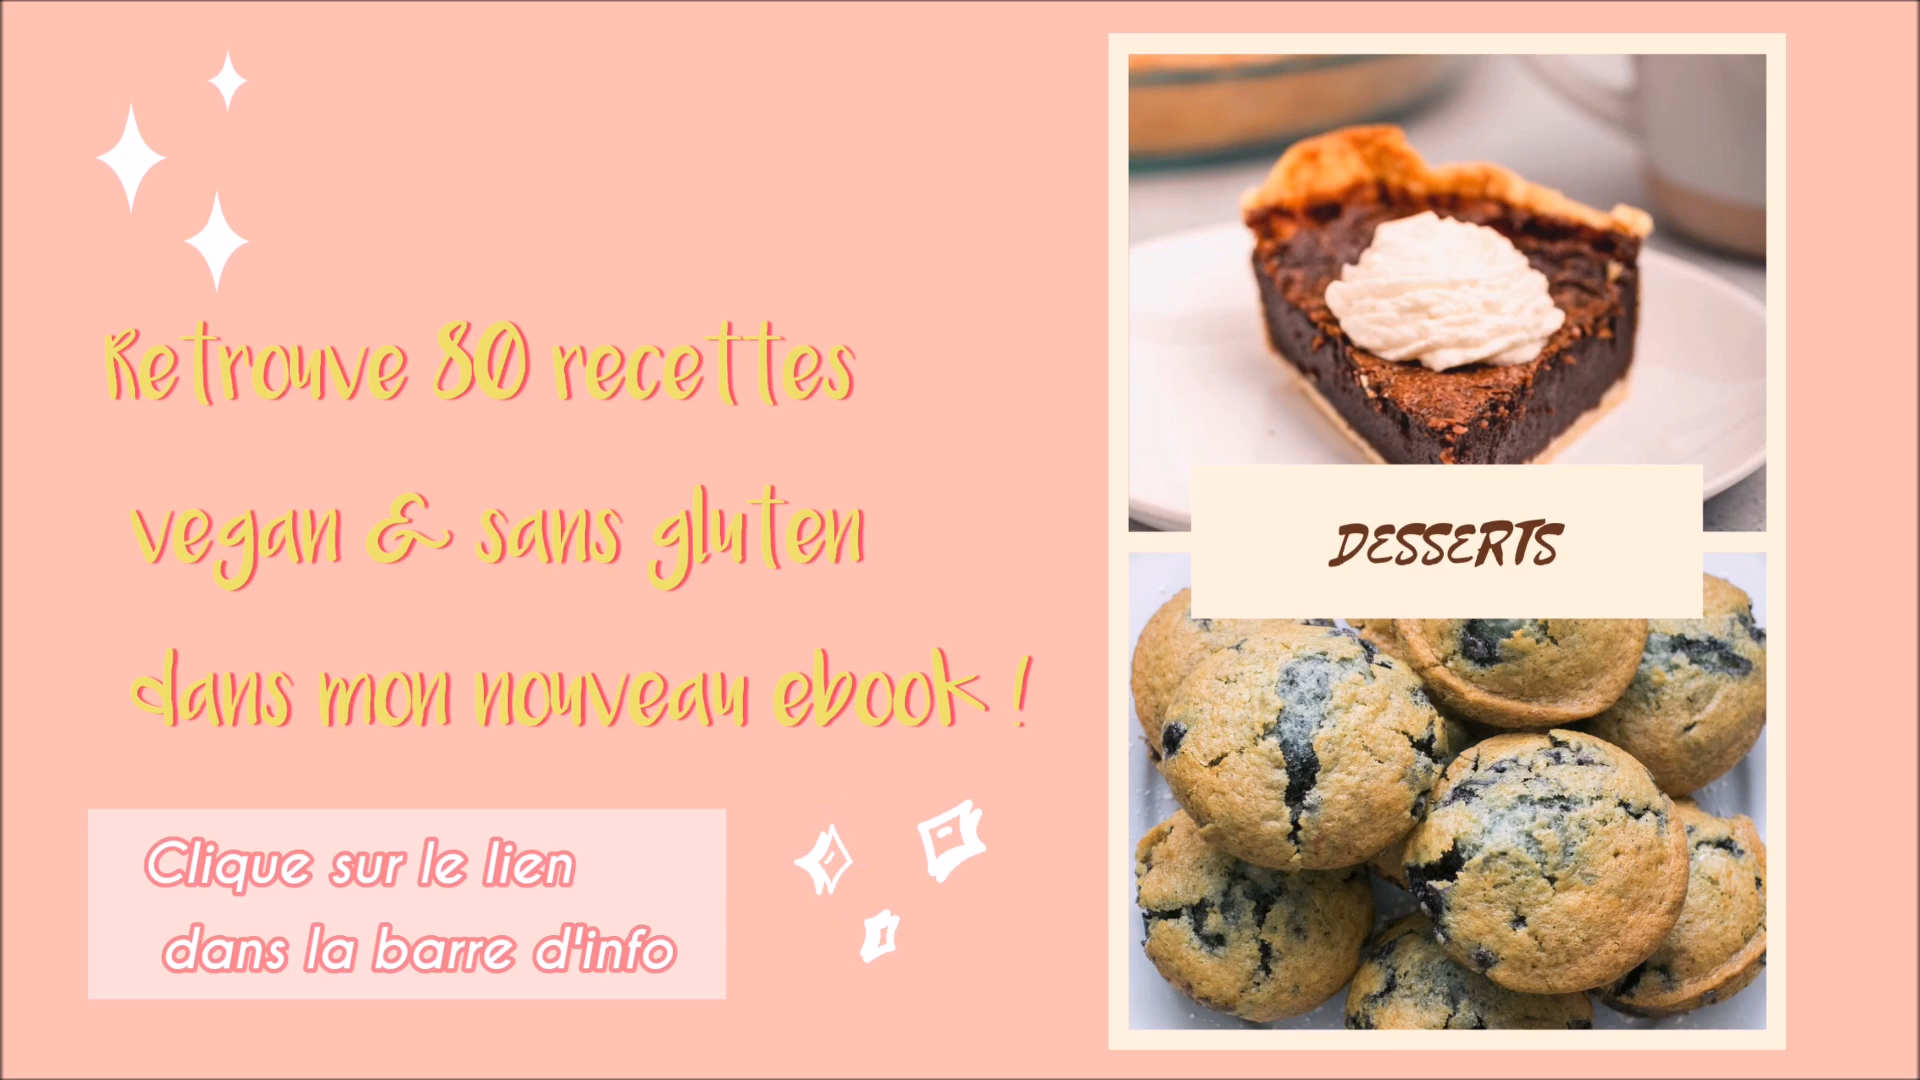 Retrouve 80 recettes
vegan & sans gluten
dans mon nouveau ebook !
Clique sur le lien
dans la barre d'info
DESSERTS